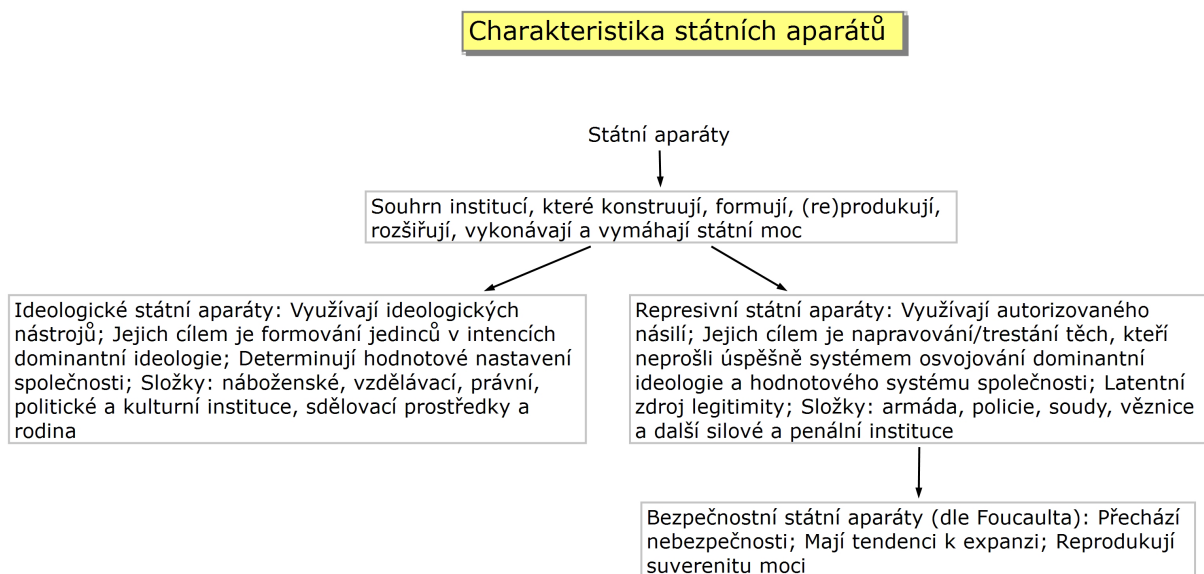 Charakteristika státních aparátů
Státní aparáty
Souhrn institucí, které konstruují, formují, (re)produkují,
rozšiřují, vykonávají a vymáhají státní moc
Ideologické státní aparáty: Využívají ideologických
nástrojů; Jejich cílem je formování jedinců v intencích
dominantní ideologie; Determinují hodnotové nastavení
společnosti; Složky: náboženské, vzdělávací, právní,
politické a kulturní instituce, sdělovací prostředky a
rodina
Represivní státní aparáty: Využívají autorizovaného
násilí; Jejich cílem je napravování/trestání těch, kteří
neprošli úspěšně systémem osvojování dominantní
ideologie a hodnotového systému společnosti; Latentní
zdroj legitimity; Složky: armáda, policie, soudy, věznice
a další silové a penální instituce
Bezpečnostní státní aparáty (dle Foucaulta): Přechází
nebezpečnosti; Mají tendenci k expanzi; Reprodukují
suverenitu moci